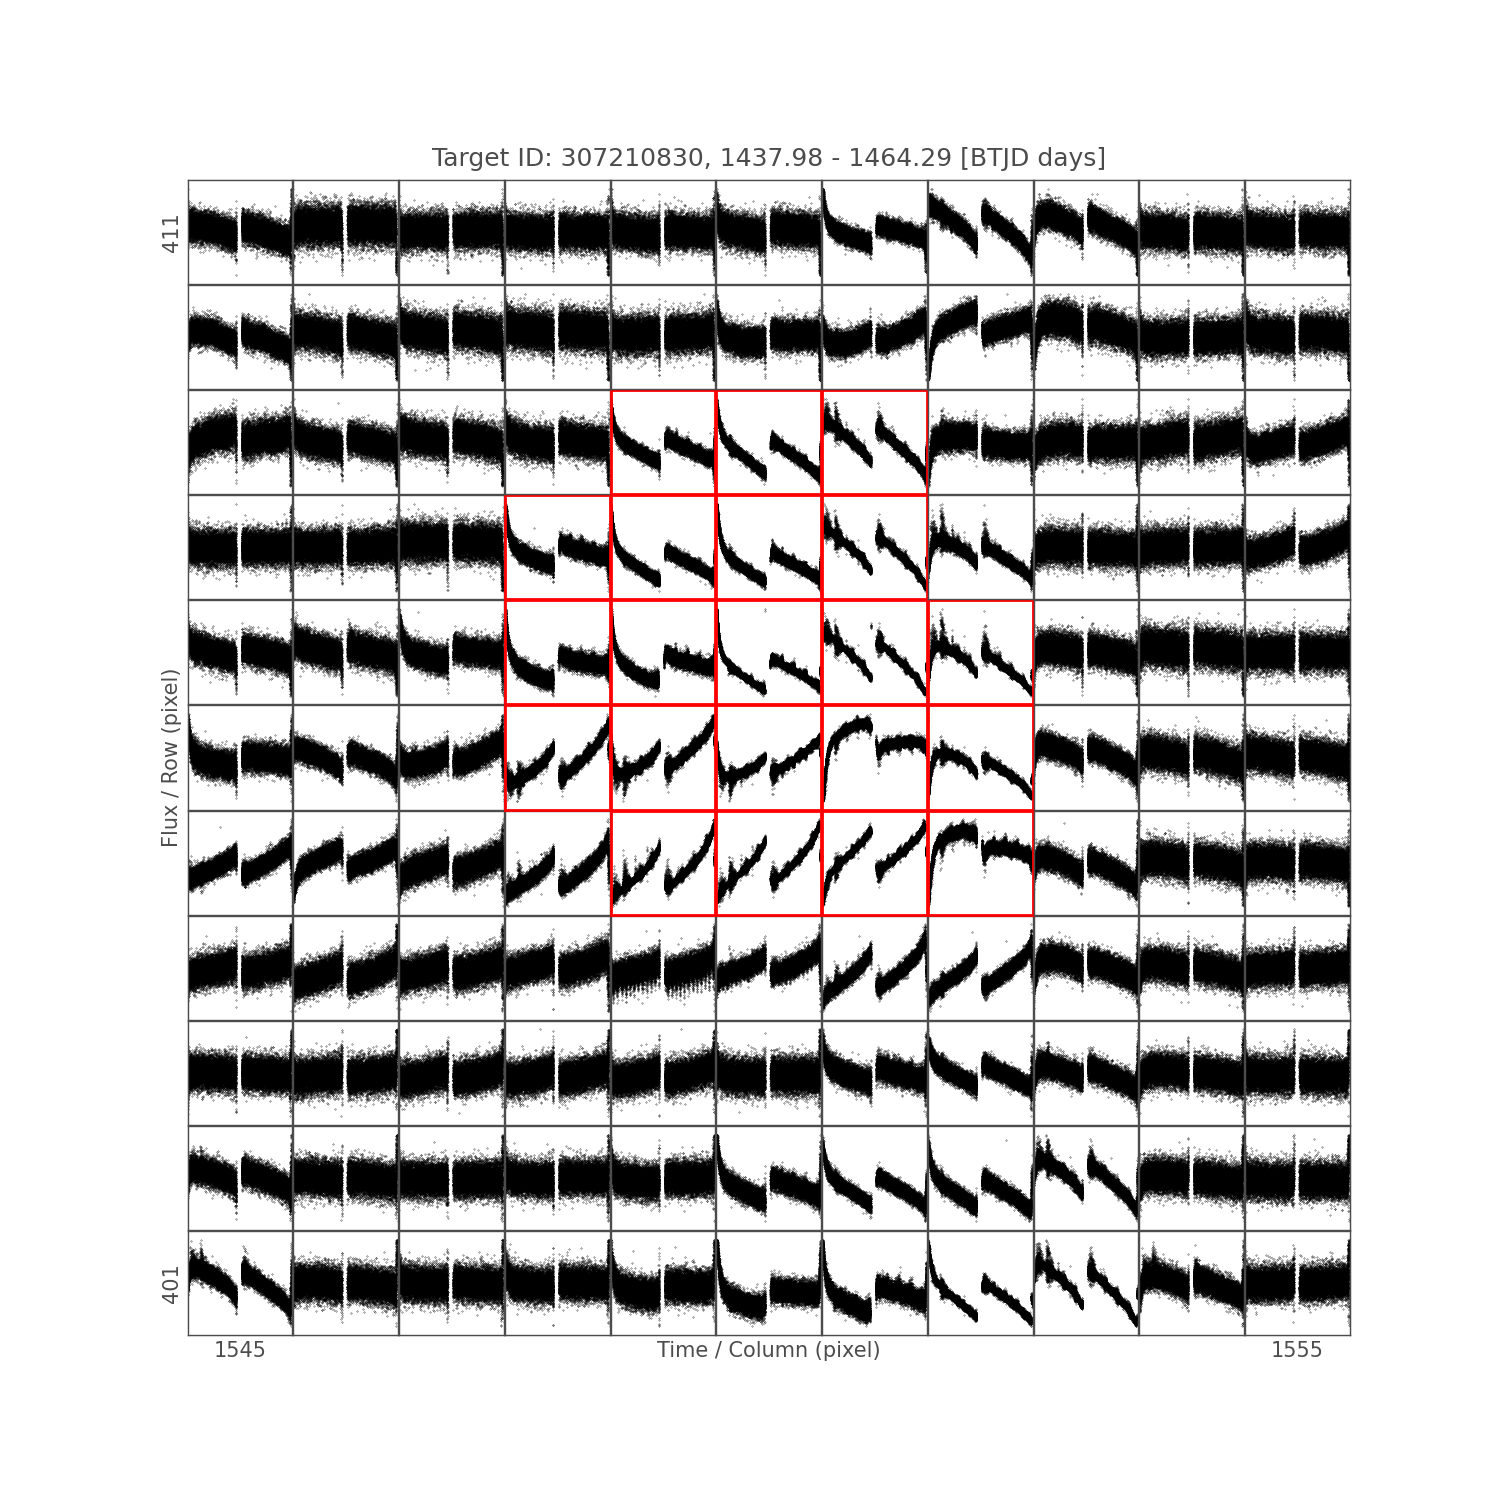 Target ID: 307210830, 1437.98 - 1464.29 [BTJD days]
411
Flux / Row (pixel)
401
1545
Time / Column (pixel)
1555